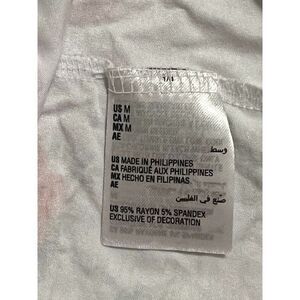 US M
CA M
MX M
AE
وسط
US MADE IN PHILIPPINES
CA FABRIQUÉ AUX PHILIPPINES
MX HECHO EN FILIPINAS
AE
صنع في الفلبين
US 95% RAYON 5% SPANDEX
EXCLUSIVE OF DECORATION